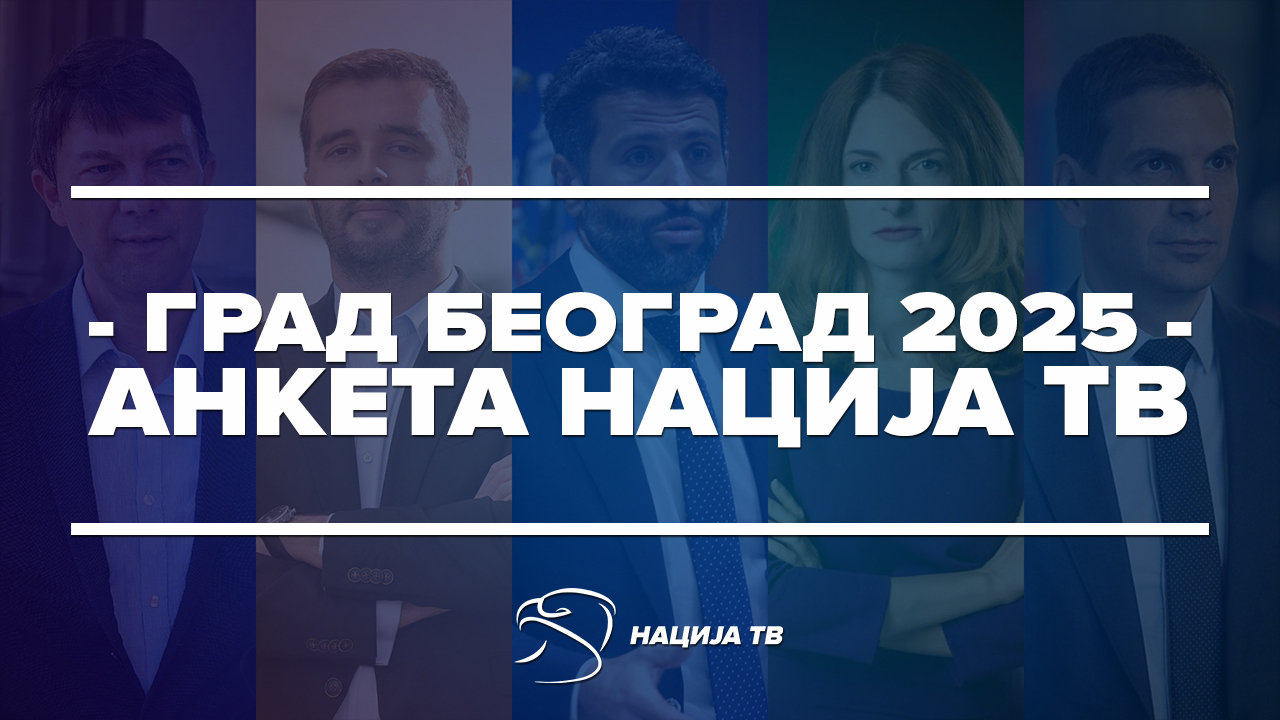 - ГРАД БЕОГРАД 2025 -
АНКЕТА НАЦИЈА ТВ
НАЦИЈА ТВ